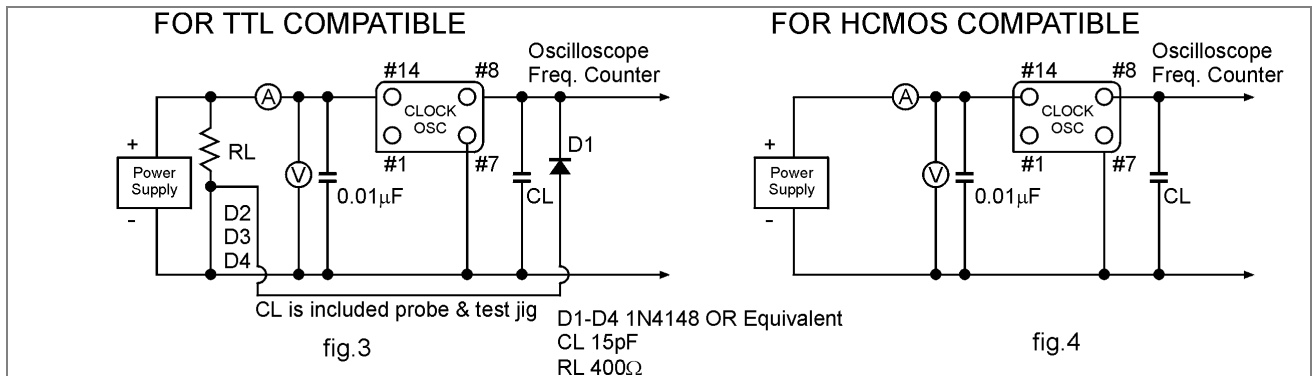 FOR TTL COMPATIBLE
Oscilloscope
Freq. Counter
#14
#8
A
CLOCK
OSC
#1
#7
D1
RL
+
Power
Supply
-
V
0.01μF
CL
D2
D3
D4
CL is included probe & test jig
D1-D4 1N4148 OR Equivalent
CL 15pF
RL 400Ω
fig.3
FOR HCMOS COMPATIBLE
Oscilloscope
Freq. Counter
#14
#8
A
CLOCK
OSC
#1
#7
+
Power
Supply
-
V
0.01μF
CL
fig.4